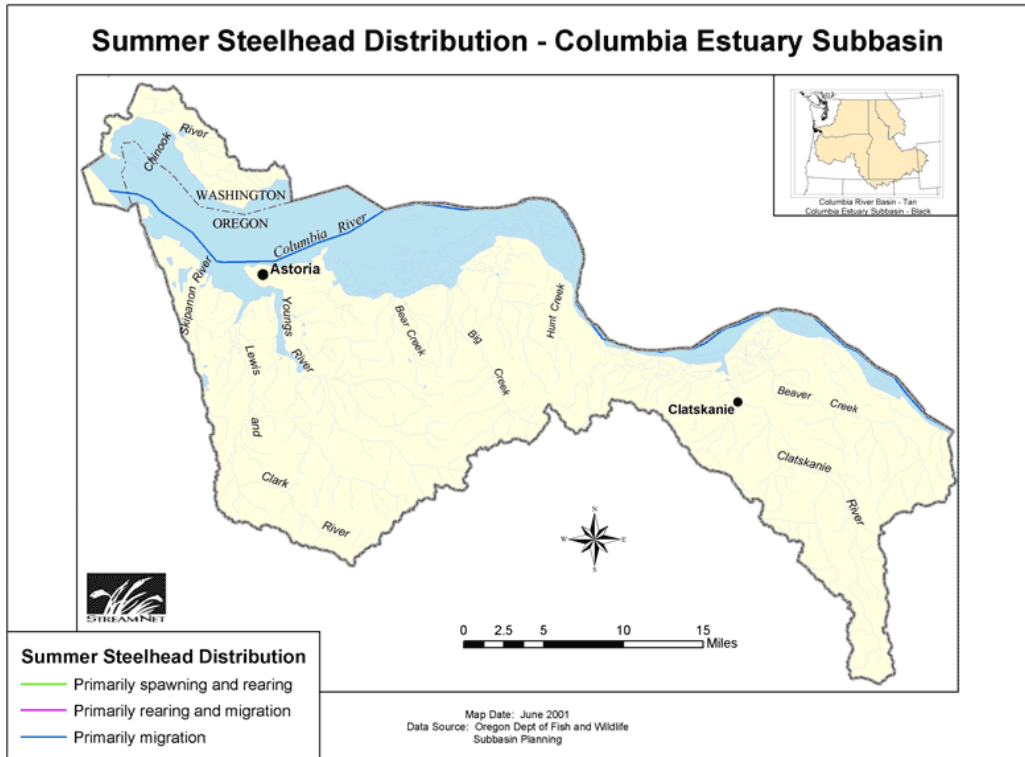 Summer Steelhead Distribution - Columbia Estuary Subbasin
Columbia River Basin - Tan
Columbia Estuary Subbasin - Black
Chinook River
WASHINGTON
OREGON
Columbia River
Astoria
Skipanon River
Youngs River
Lewis and Clark River
Bear Creek
Big Creek
Hunt Creek
Clatskanie
Beaver Creek
Clatskanie River
N
W E
S
STREAMNET
0 2.5 5 10 15
Miles
Summer Steelhead Distribution
Primarily spawning and rearing
Primarily rearing and migration
Primarily migration
Map Date: June 2001
Data Source: Oregon Dept of Fish and Wildlife
Subbasin Planning